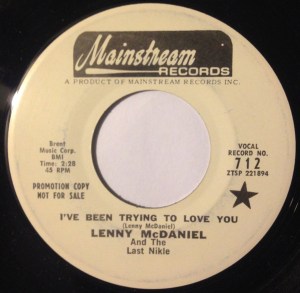 Mainstream
RECORDS
A PRODUCT OF MAINSTREAM RECORDS INC.
Brent
Music Corp.
BMI
Time: 2:28
45 RPM
PROMOTION COPY
NOT FOR SALE
VOCAL
RECORD NO.
712
ZTSP 221894
I'VE BEEN TRYING TO LOVE YOU
(Lenny McDaniel)
LENNY McDANIEL
And The
Last Nikle